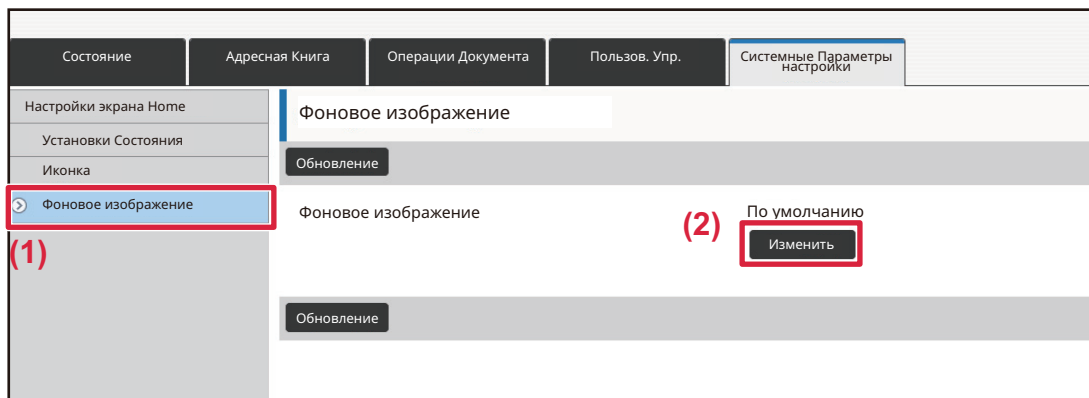 Состояние
Адресная Книга
Операции Документа
Пользов. Упр.
Системные Параметры
настройки
Настройки экрана Home
Установки Состояния
Иконка
Фоновое изображение
(1)
Фоновое изображение
Обновление
Фоновое изображение
По умолчанию
(2)
Изменить
Обновление